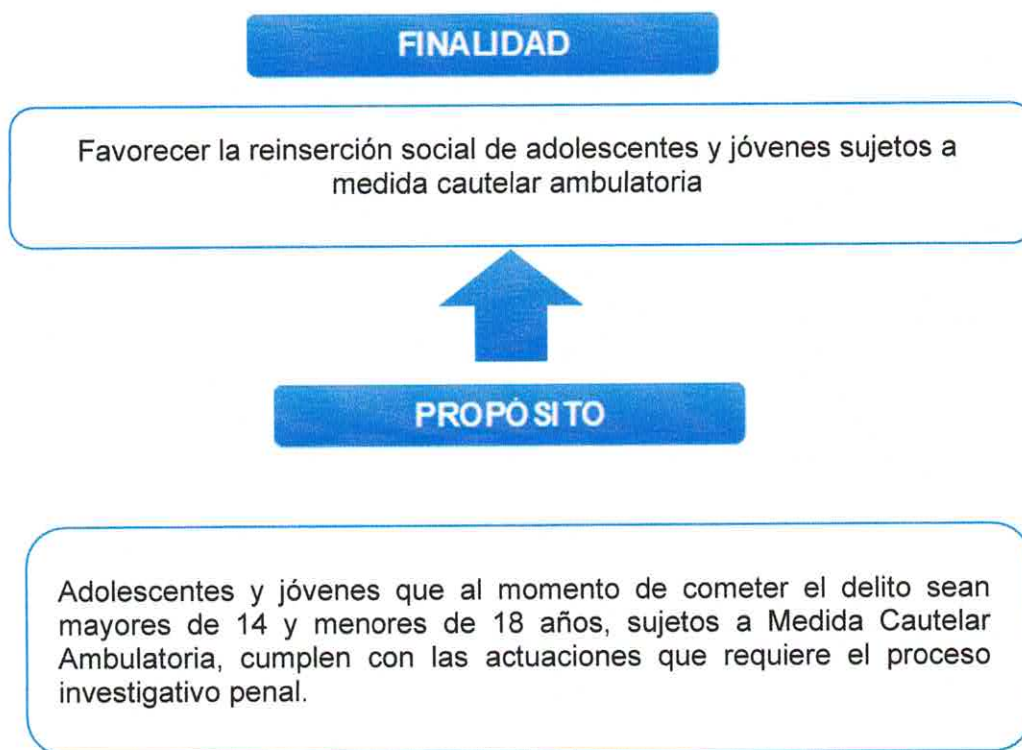 FINALIDAD
Favorecer la reinserción social de adolescentes y jóvenes sujetos a
medida cautelar ambulatoria
PROPÓSITO
Adolescentes y jóvenes que al momento de cometer el delito sean
mayores de 14 y menores de 18 años, sujetos a Medida Cautelar
Ambulatoria, cumplen con las actuaciones que requiere el proceso
investigativo penal.